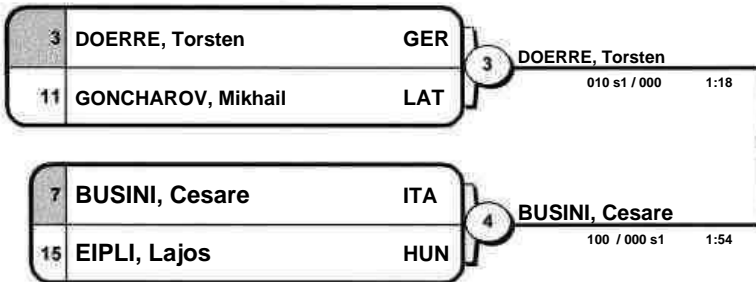 3 DOERRE, Torsten GER
11 GONCHAROV, Mikhail LAT
3 DOERRE, Torsten
010 s1 / 000 1:18
7 BUSINI, Cesare ITA
15 EIPLI, Lajos HUN
4 BUSINI, Cesare
100 / 000 s1 1:54